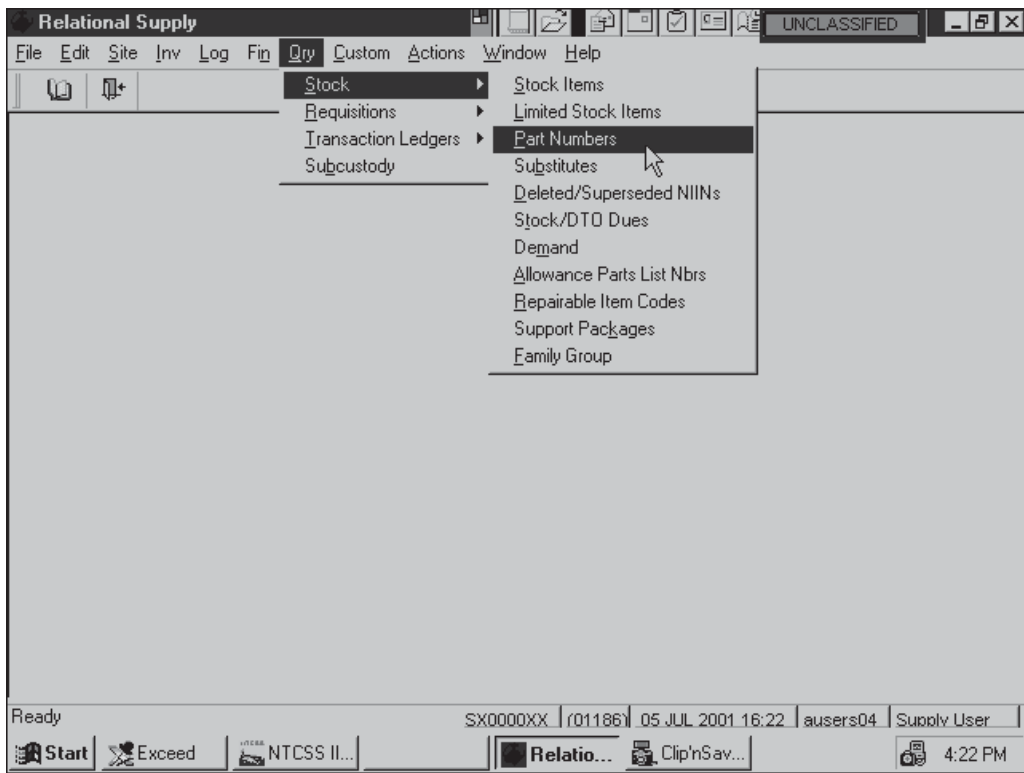 Relational Supply
UNCLASSIFIED
File Edit Site Inv Log Fin Qry Custom Actions Window Help
Stock
Requisitions
Transaction Ledgers
Subcustody
Stock Items
Limited Stock Items
Part Numbers
Substitutes
Deleted/Superseded NIINs
Stock/DTO Dues
Demand
Allowance Parts List Nbrs
Repairable Item Codes
Support Packages
Family Group
Ready SX0000XX (01186) 05 JUL 2001 16:22 ausers04 Supply User
Start Exceed NTCSS II... Relatio... Clip'nSav... 4:22 PM